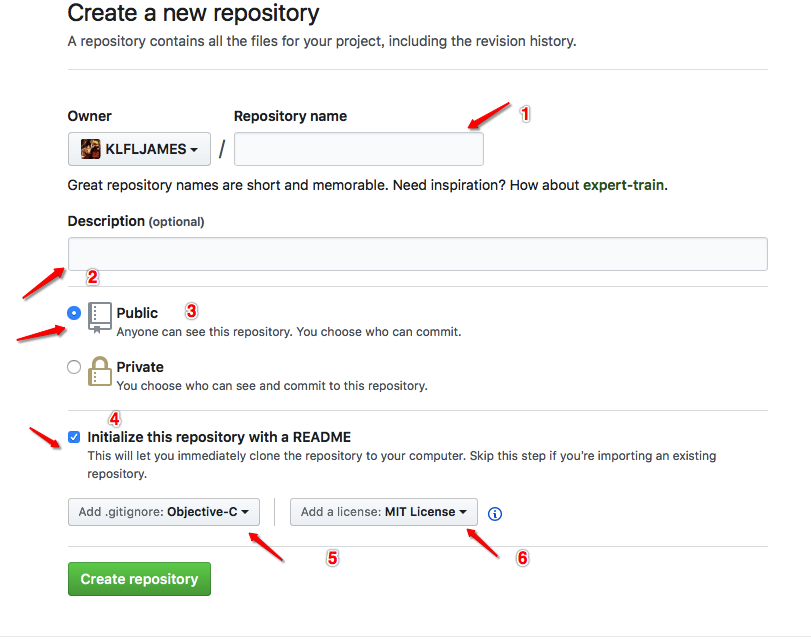 Create a new repository
A repository contains all the files for your project, including the revision history.
Owner
Repository name
1
KLFLJAMES
/
Great repository names are short and memorable. Need inspiration? How about expert-train.
Description (optional)
2
Public
3
Anyone can see this repository. You choose who can commit.
Private
You choose who can see and commit to this repository.
4
Initialize this repository with a README
This will let you immediately clone the repository to your computer. Skip this step if you're importing an existing
repository.
Add .gitignore: Objective-C
Add a license: MIT License
5
6
Create repository